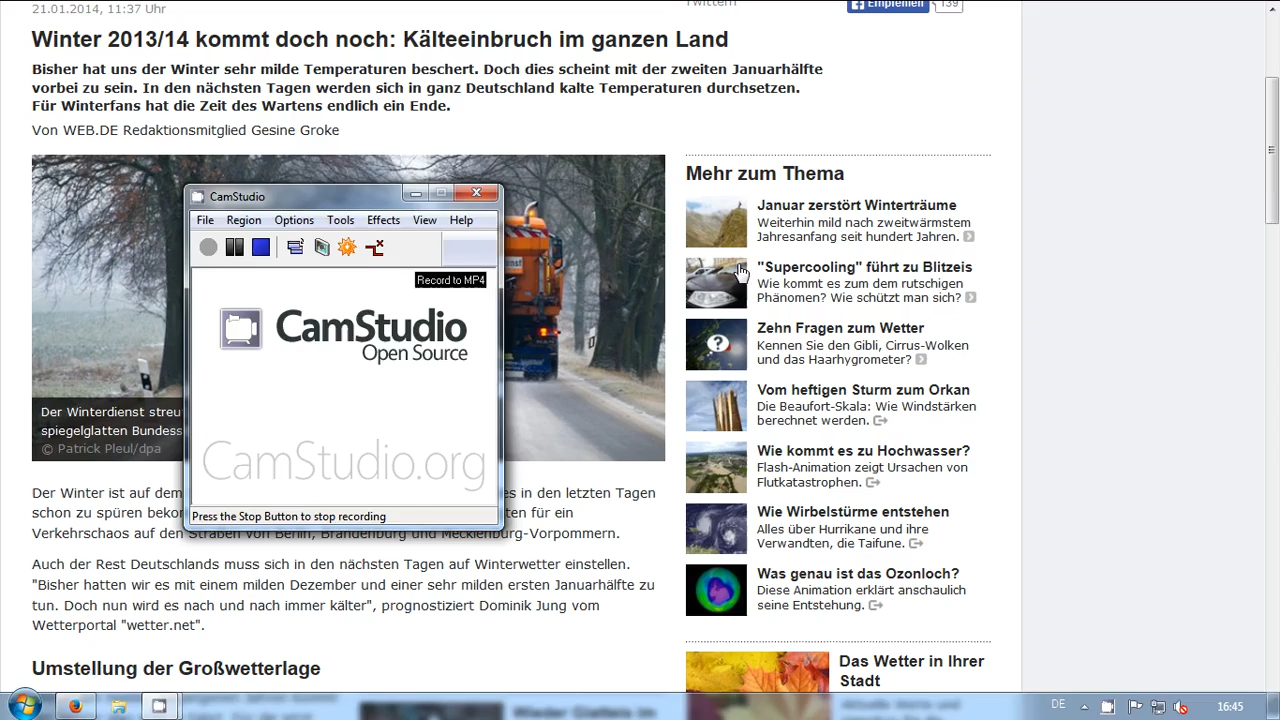 21.01.2014, 11:37 Uhr
Twittern
Empfehlen
139
Winter 2013/14 kommt doch noch: Kälteeinbruch im ganzen Land
Bisher hat uns der Winter sehr milde Temperaturen beschert. Doch dies scheint mit der zweiten Januarhälfte
vorbei zu sein. In den nächsten Tagen werden sich in ganz Deutschland kalte Temperaturen durchsetzen.
Für Winterfans hat die Zeit des Wartens endlich ein Ende.
Von WEB.DE Redaktionsmitglied Gesine Groke
CamStudio
File Region Options Tools Effects View Help
Record to MP4
CamStudio
Open Source
CamStudio.org
Press the Stop Button to stop recording
Der Winterdienst streu
spiegelglatten Bundess
© Patrick Pleul/dpa
Der Winter ist auf dem es in den letzten Tagen
schon zu spüren beko ten für ein
Verkehrschaos auf den Straßen von Berlin, Brandenburg und Mecklenburg-Vorpommern.
Auch der Rest Deutschlands muss sich in den nächsten Tagen auf Winterwetter einstellen.
"Bisher hatten wir es mit einem milden Dezember und einer sehr milden ersten Januarhälfte zu
tun. Doch nun wird es nach und nach immer kälter", prognostiziert Dominik Jung vom
Wetterportal "wetter.net".
Umstellung der Großwetterlage
Mehr zum Thema
Januar zerstört Winterträume
Weiterhin mild nach zweitwärmstem
Jahresanfang seit hundert Jahren.
"Supercooling" führt zu Blitzeis
Wie kommt es zum dem rutschigen
Phänomen? Wie schützt man sich?
Zehn Fragen zum Wetter
Kennen Sie den Gibli, Cirrus-Wolken
und das Haarhygrometer?
Vom heftigen Sturm zum Orkan
Die Beaufort-Skala: Wie Windstärken
berechnet werden.
Wie kommt es zu Hochwasser?
Flash-Animation zeigt Ursachen von
Flutkatastrophen.
Wie Wirbelstürme entstehen
Alles über Hurrikane und ihre
Verwandten, die Taifune.
Was genau ist das Ozonloch?
Diese Animation erklärt anschaulich
seine Entstehung.
Das Wetter in Ihrer
Stadt
Wieder Glatteis im
DE
16:45